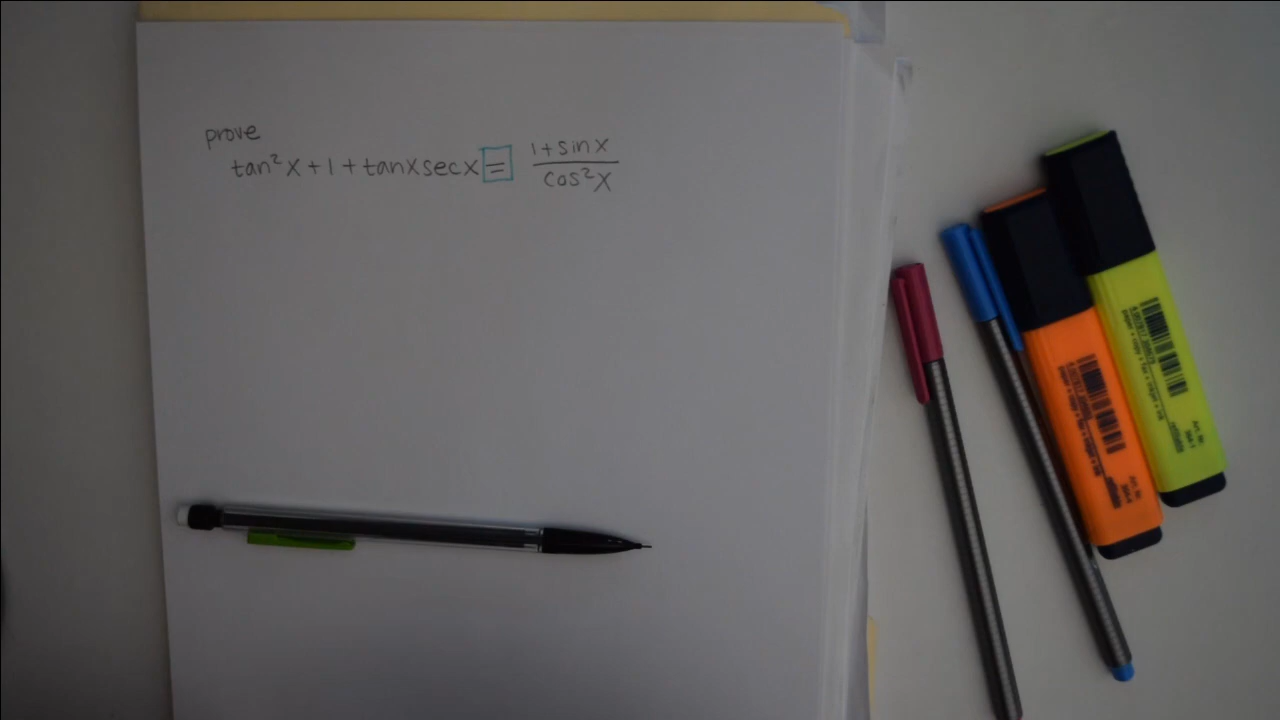 prove
tan²x+1+tanxsecx = (1+sinx)/(cos²x)